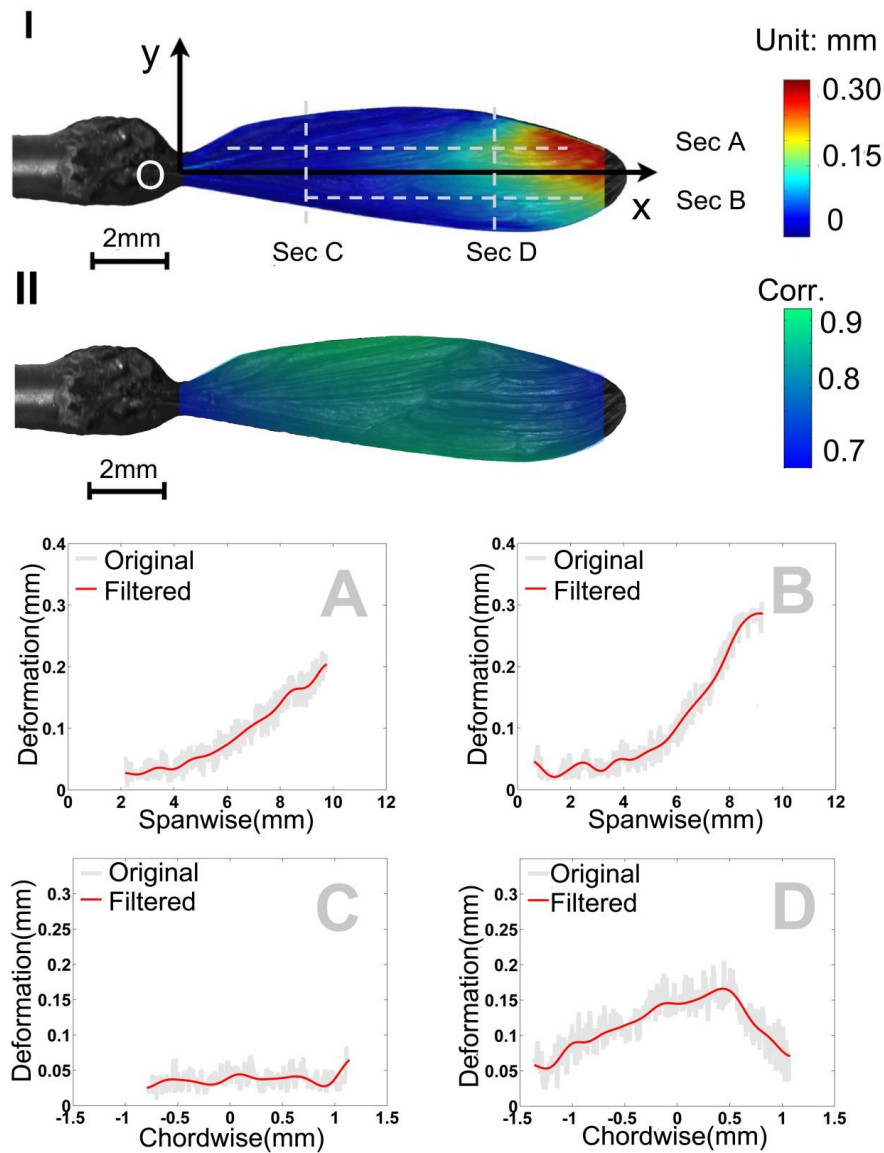 I
Unit: mm
y
0.30
0.15
0
O
x
Sec A
Sec B
Sec C
Sec D
2mm
II
Corr.
0.9
0.8
0.7
2mm
Original
Filtered
A
Deformation(mm)
0.4
0.3
0.2
0.1
0
0 2 4 6 8 10 12
Spanwise(mm)
Original
Filtered
B
Deformation(mm)
0.4
0.3
0.2
0.1
0
0 2 4 6 8 10 12
Spanwise(mm)
Original
Filtered
C
Deformation(mm)
0.3
0.25
0.2
0.15
0.1
0.05
0
-1.5 -1 -0.5 0 0.5 1 1.5
Chordwise(mm)
Original
Filtered
D
Deformation(mm)
0.3
0.25
0.2
0.15
0.1
0.05
0
-1.5 -1 -0.5 0 0.5 1 1.5
Chordwise(mm)